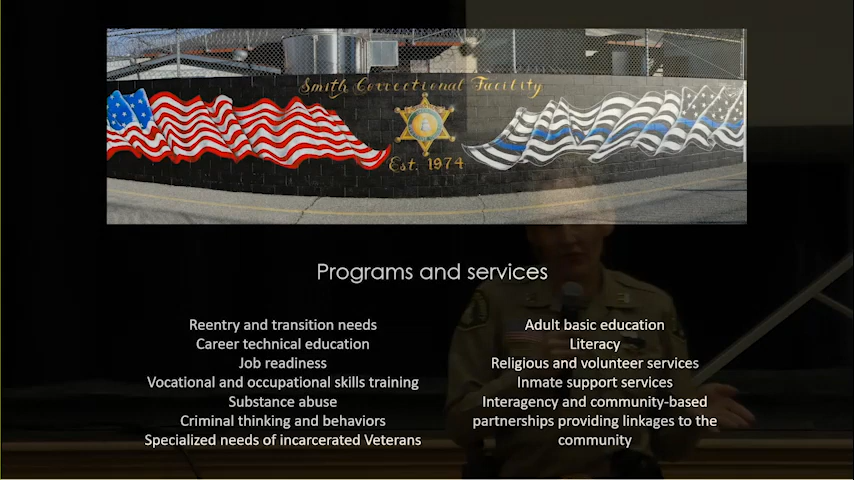 Smith Correctional Facility
Est. 1974
Programs and services
Reentry and transition needs
Career technical education
Job readiness
Vocational and occupational skills training
Substance abuse
Criminal thinking and behaviors
Specialized needs of incarcerated Veterans
Adult basic education
Literacy
Religious and volunteer services
Inmate support services
Interagency and community-based
partnerships providing linkages to the
community